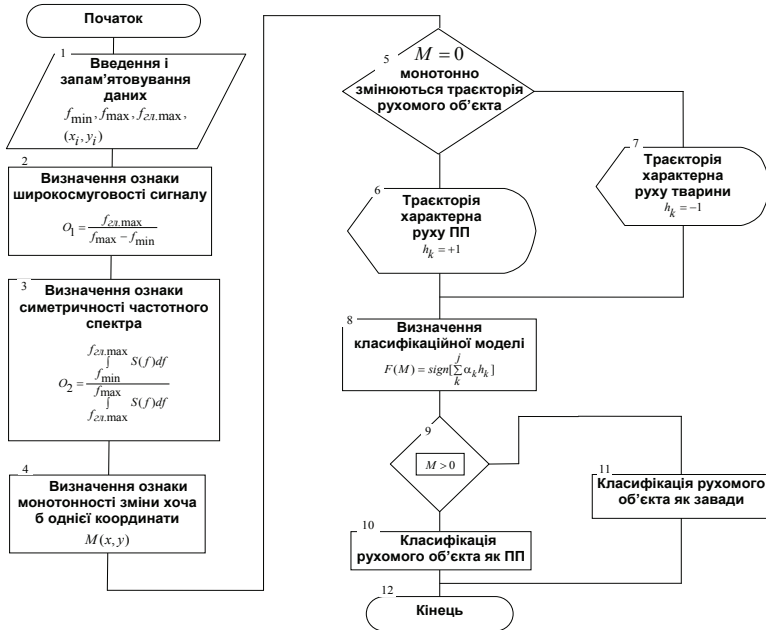 Початок
1
Введення і
запам'ятовування
даних
f_min, f_max, f_гл.max,
(x_i, y_i)
2
Визначення ознаки
широкосмуговості сигналу
O_1 = f_гл.max / (f_max − f_min)
3
Визначення ознаки
симетричності частотного
спектра
O_2 = ∫_{f_min}^{f_гл.max} S(f)df / ∫_{f_гл.max}^{f_max} S(f)df
4
Визначення ознаки
монотонності зміни хоча
б однієї координати
M(x, y)
5
M = 0
монотонно
змінюються траєкторія
рухомого об'єкта
6
Траєкторія
характерна
руху ПП
h_k = +1
7
Траєкторія
характерна
руху тварини
h_k = −1
8
Визначення
класифікаційної моделі
F(M) = sign[∑_k^j α_k h_k]
9
M > 0
10
Класифікація
рухомого об'єкта як ПП
11
Класифікація рухомого
об'єкта як завади
12
Кінець